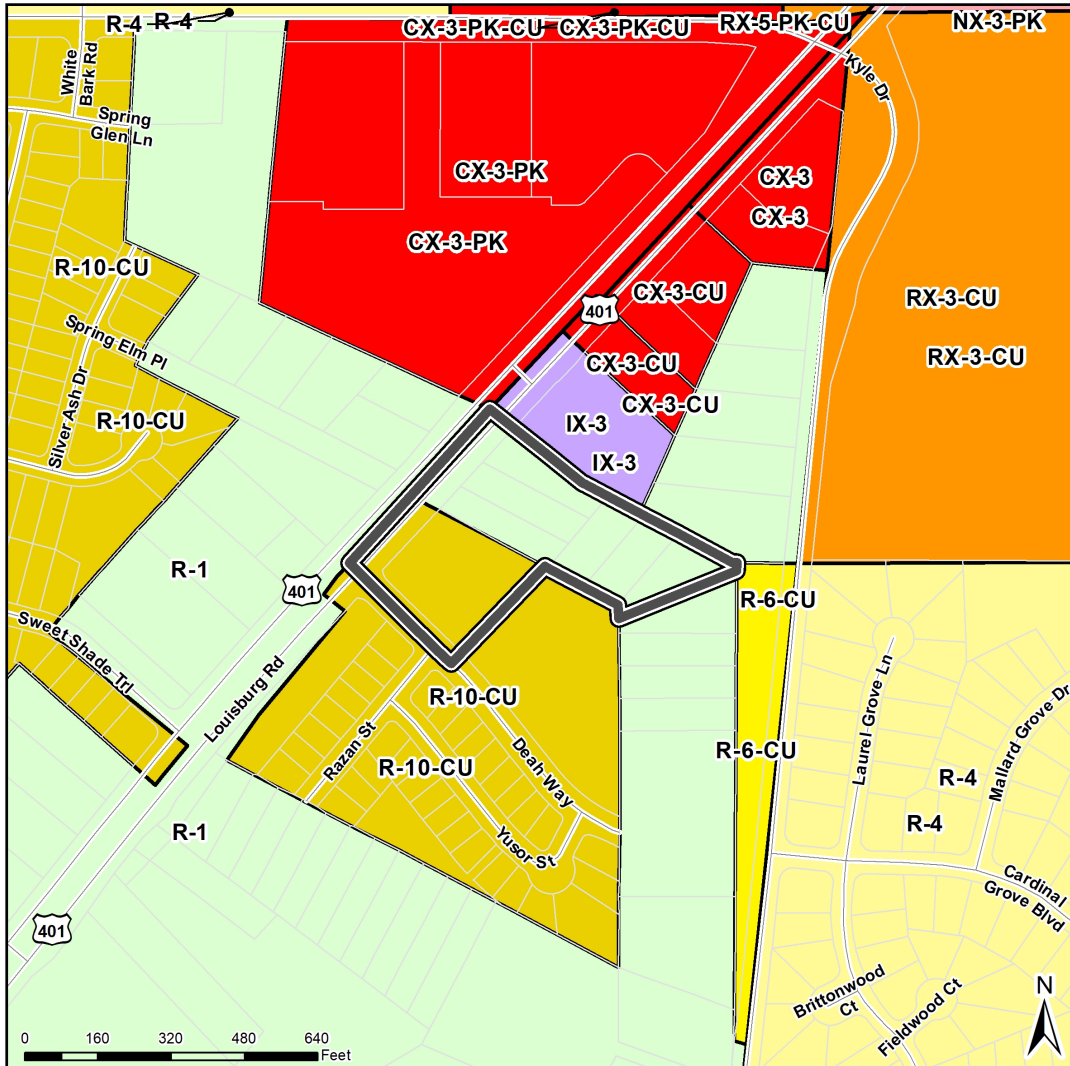 R-4
R-4
CX-3-PK-CU
CX-3-PK-CU
RX-5-PK-CU
NX-3-PK
White
Bark Rd
Kyle Dr
Spring
Glen Ln
CX-3-PK
CX-3
CX-3
CX-3-PK
R-10-CU
CX-3-CU
RX-3-CU
401
Spring Elm Pl
RX-3-CU
CX-3-CU
Silver Ash Dr
CX-3-CU
R-10-CU
IX-3
IX-3
R-1
401
R-6-CU
Sweet Shade Trl
Louisburg Rd
R-10-CU
Laurel Grove Ln
Mallard Grove Dr
Razan St
Deah Way
R-6-CU
R-10-CU
R-4
R-4
R-1
Yusor St
Cardinal
Grove Blvd
401
Brittonwood
Ct
Fieldwood Ct
N
0 160 320 480 640
Feet